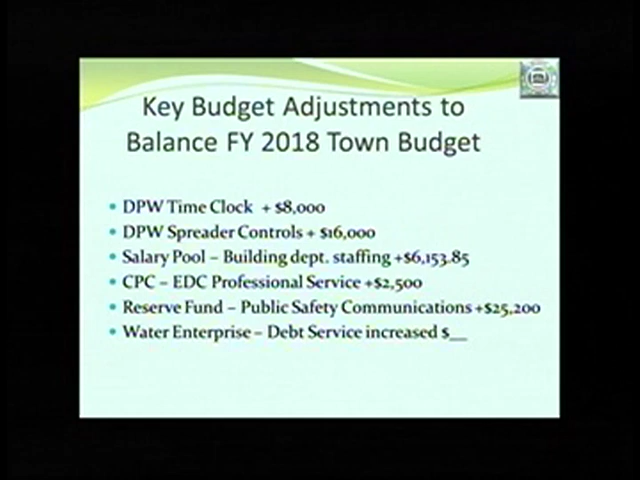 Key Budget Adjustments to
Balance FY 2018 Town Budget
• DPW Time Clock + $8,000
• DPW Spreader Controls + $16,000
• Salary Pool – Building dept. staffing +$6,153.85
• CPC – EDC Professional Service +$2,500
• Reserve Fund – Public Safety Communications +$25,200
• Water Enterprise – Debt Service increased $__